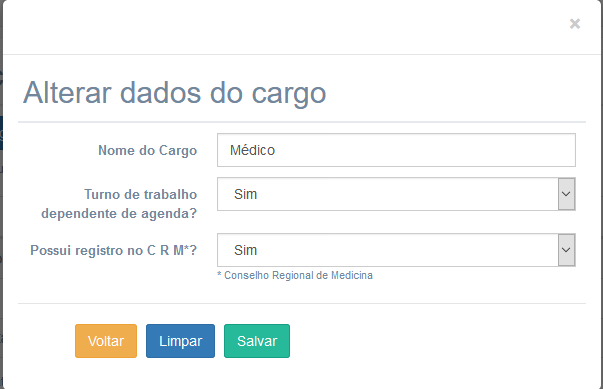 ×
Alterar dados do cargo
Nome do Cargo
Médico
Turno de trabalho
dependente de agenda?
Sim
Possui registro no C R M*?
Sim
* Conselho Regional de Medicina
Voltar
Limpar
Salvar